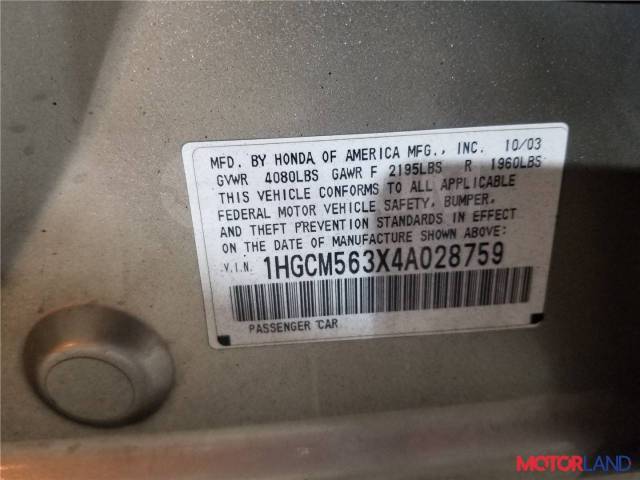 MFD. BY HONDA OF AMERICA MFG., INC. 10/03
GVWR 4080LBS GAWR F 2195LBS R 1960LBS
THIS VEHICLE CONFORMS TO ALL APPLICABLE
FEDERAL MOTOR VEHICLE SAFETY, BUMPER,
AND THEFT PREVENTION STANDARDS IN EFFECT
ON THE DATE OF MANUFACTURE SHOWN ABOVE:
V.I.N. 1HGCM563X4A028759
PASSENGER CAR
MOTORLAND